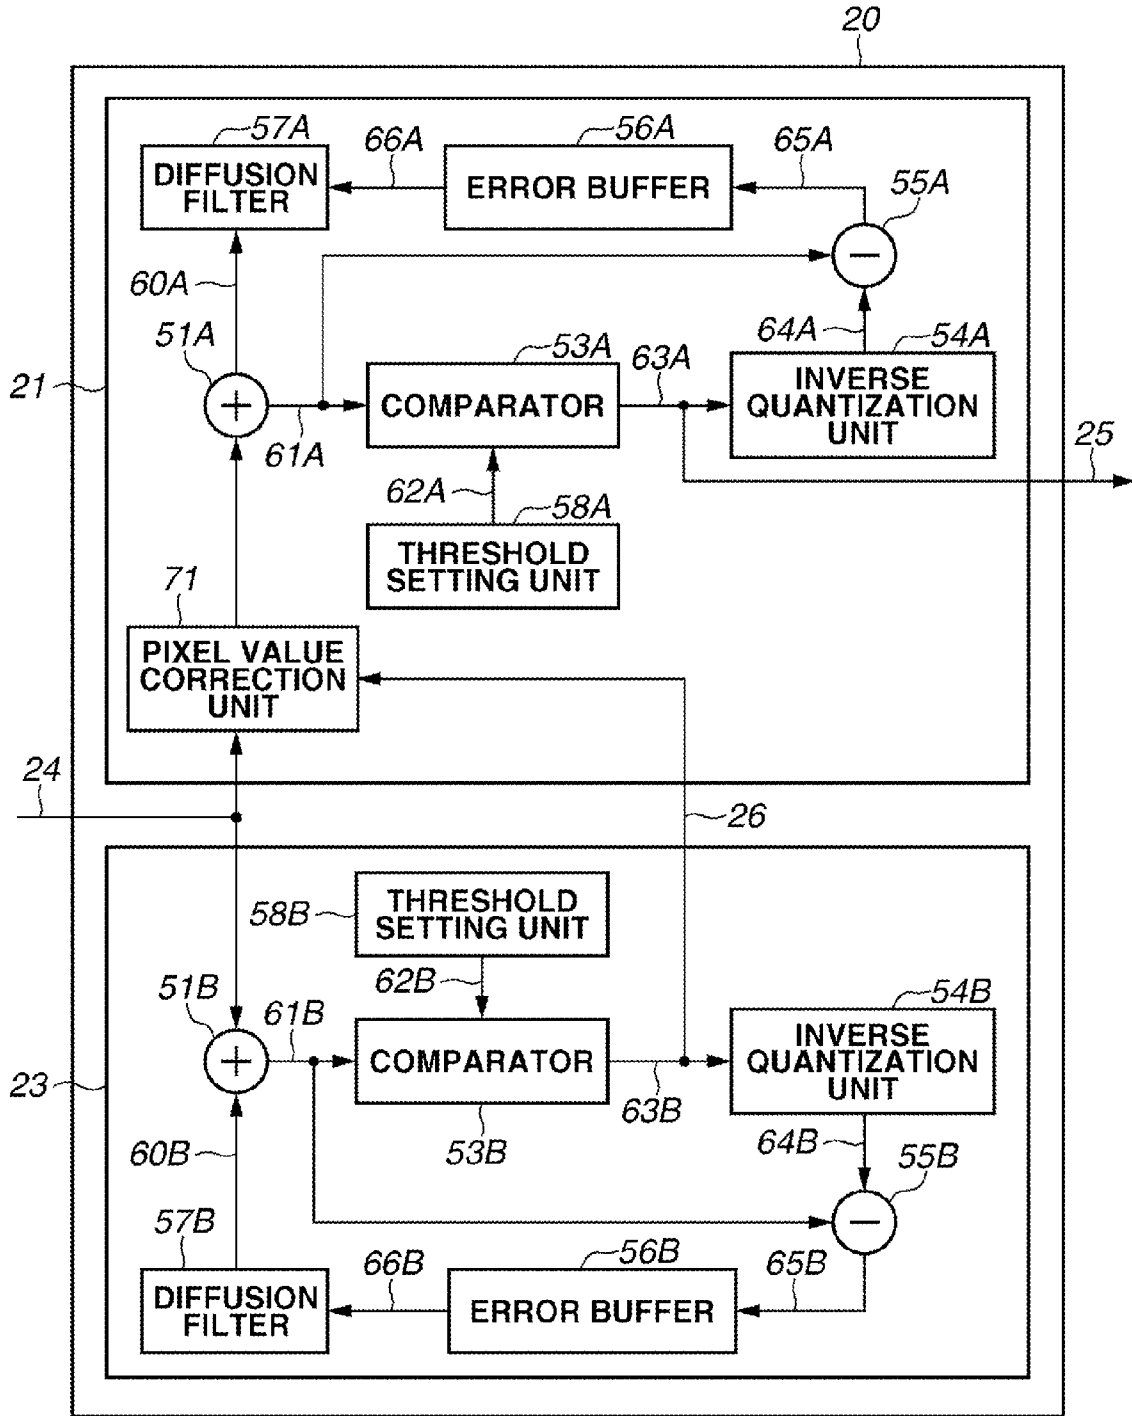 20
57A
66A
56A
65A
DIFFUSION
FILTER
ERROR BUFFER
55A
60A
51A
53A
63A
64A
54A
21
COMPARATOR
INVERSE
QUANTIZATION
UNIT
61A
25
62A
58A
THRESHOLD
SETTING UNIT
71
PIXEL VALUE
CORRECTION
UNIT
24
26
58B
THRESHOLD
SETTING UNIT
62B
51B
61B
54B
COMPARATOR
INVERSE
QUANTIZATION
UNIT
23
63B
60B
53B
64B
55B
57B
66B
56B
65B
DIFFUSION
FILTER
ERROR BUFFER